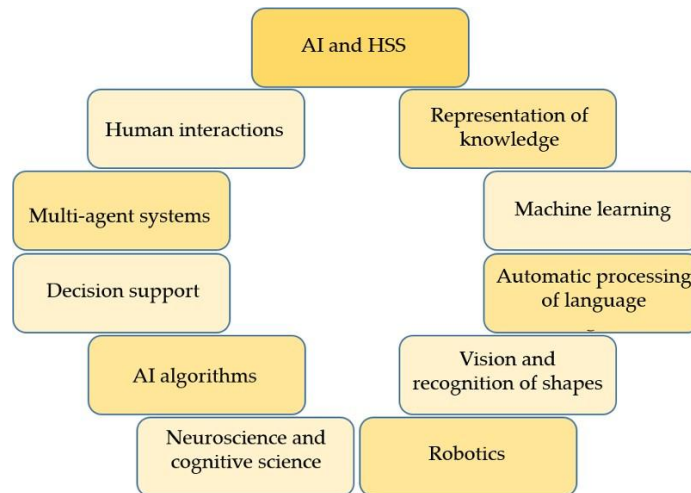 AI and HSS
Human interactions
Representation of
knowledge
Multi-agent systems
Machine learning
Decision support
Automatic processing
of language
AI algorithms
Vision and
recognition of shapes
Neuroscience and
cognitive science
Robotics